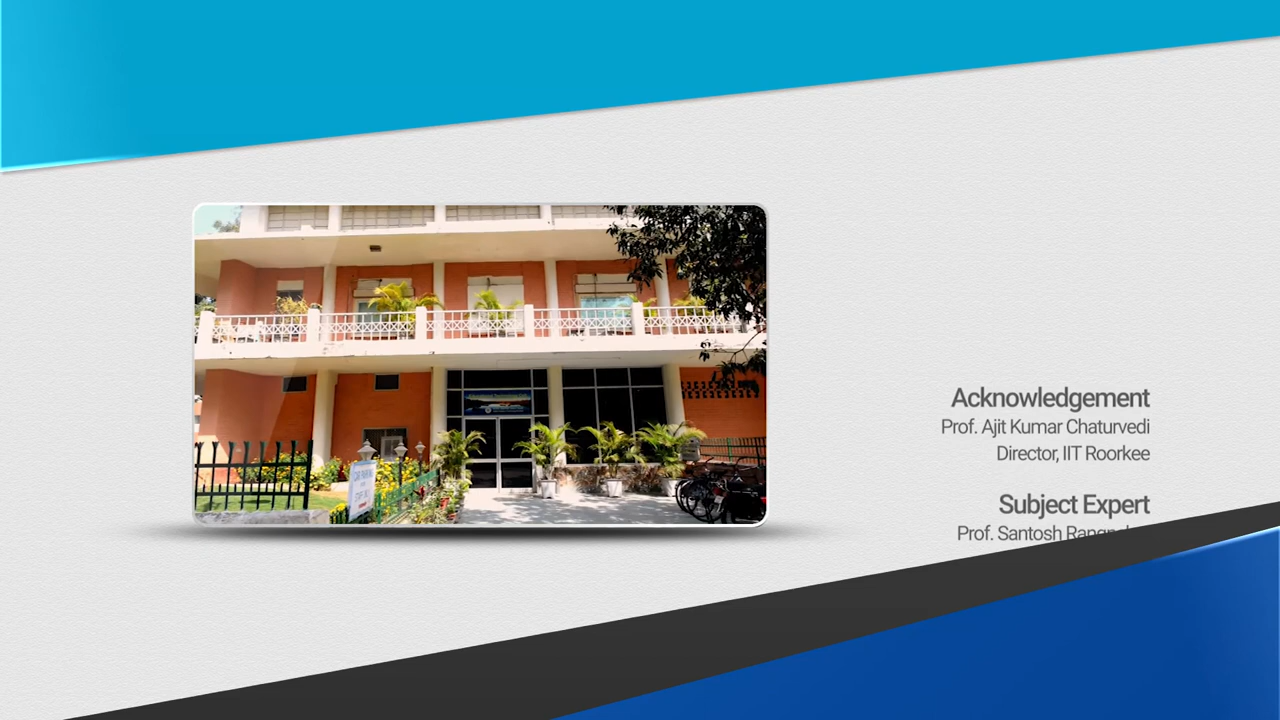 Acknowledgement
Prof. Ajit Kumar Chaturvedi
Director, IIT Roorkee
Subject Expert
Prof. Santosh